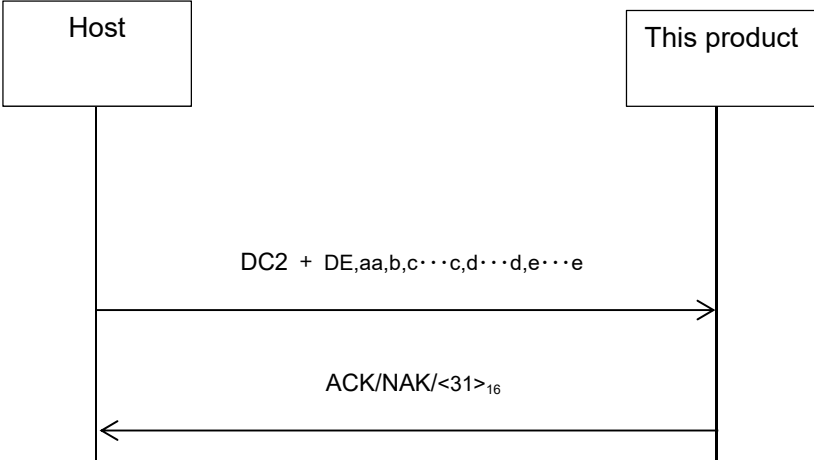 Host
This product
DC2 + DE,aa,b,c･･･c,d･･･d,e･･･e
ACK/NAK/<31>₁₆